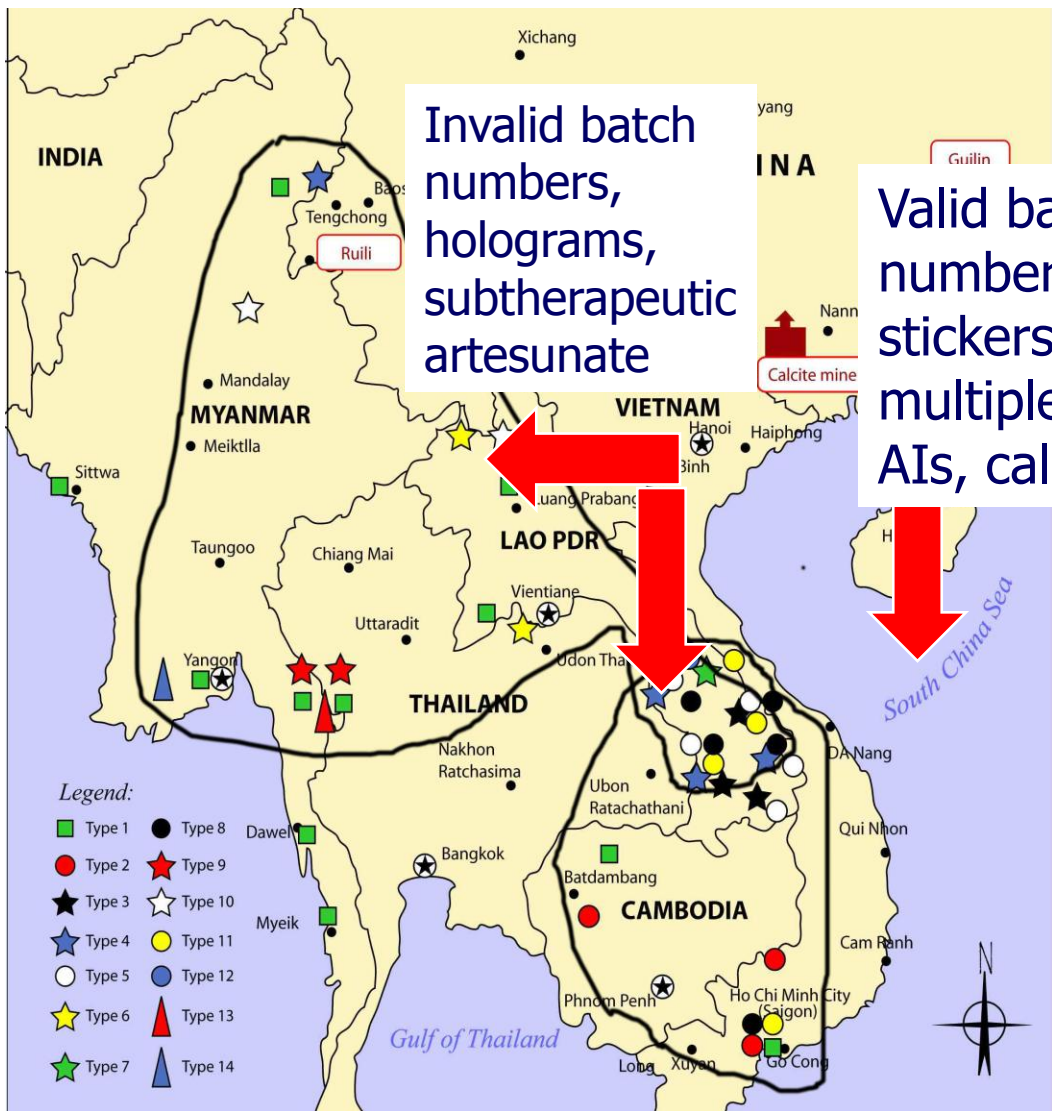 Xichang
Invalid batch
numbers,
holograms,
subtherapeutic
artesunate
yang
INDIA
I N A
Guilin
Valid ba
number
stickers
multiple
AIs, cal
Baos
Tengchong
Ruili
Nann
Calcite mine
Mandalay
MYANMAR
Meiktlla
VIETNAM
Hanoi
Haiphong
Binh
Sittwa
Luang Prabang
LAO PDR
H
Taungoo
Chiang Mai
Vientiane
Uttaradit
Udon Tha
South China Sea
Yangon
THAILAND
DA Nang
Nakhon
Ratchasima
Ubon
Ratachathani
Legend:
Type 1
Type 8
Type 2
Type 9
Type 3
Type 10
Type 4
Type 11
Type 5
Type 12
Type 6
Type 13
Type 7
Type 14
Dawel
Qui Nhon
Bangkok
Batdambang
CAMBODIA
Myeik
Cam Ranh
N
Phnom Penh
Ho Chi Minh City
(Saigon)
Gulf of Thailand
Long
Xuyan
Go Cong